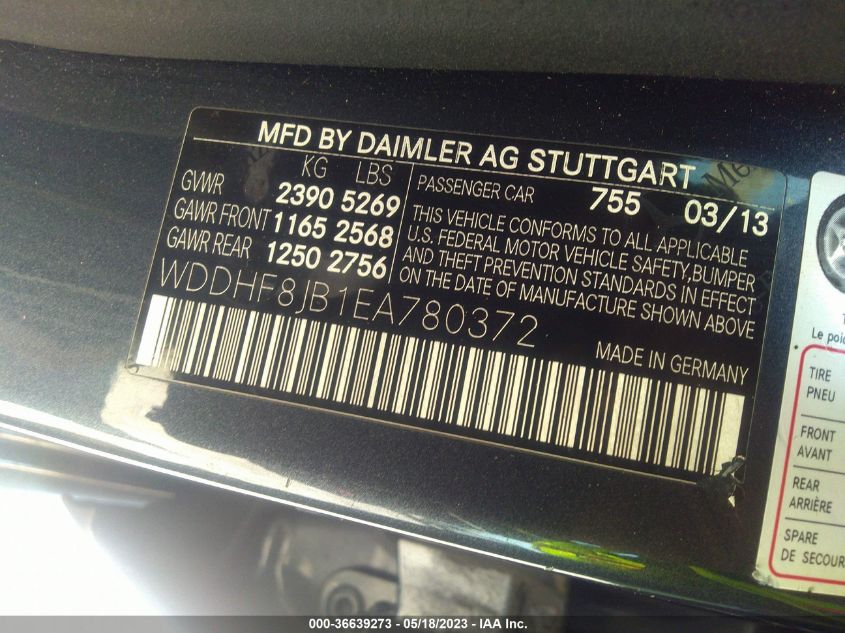 MFD BY DAIMLER AG STUTTGART
KG LBS
GVWR 2390 5269
GAWR FRONT 1165 2568
GAWR REAR 1250 2756
PASSENGER CAR 755 03/13
THIS VEHICLE CONFORMS TO ALL APPLICABLE
U.S. FEDERAL MOTOR VEHICLE SAFETY, BUMPER
AND THEFT PREVENTION STANDARDS IN EFFECT
ON THE DATE OF MANUFACTURE SHOWN ABOVE
WDDHF8JB1EA780372
MADE IN GERMANY
Le
TIRE
PNEU
FRONT
AVANT
REAR
ARRIÈRE
SPARE
DE
000-36639273 - 05/18/2023 - IAA Inc.